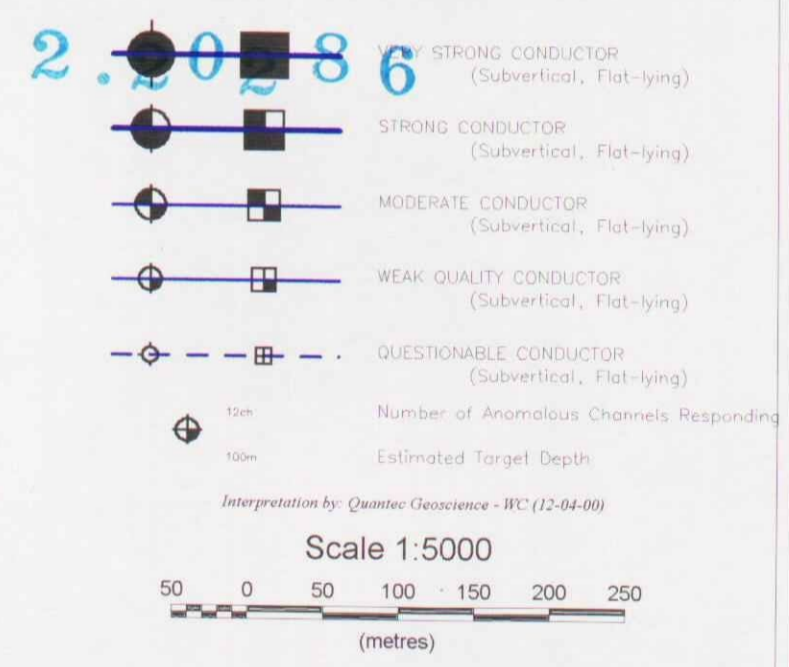 2.20286
VERY STRONG CONDUCTOR
(Subvertical, Flat-lying)
STRONG CONDUCTOR
(Subvertical, Flat-lying)
MODERATE CONDUCTOR
(Subvertical, Flat-lying)
WEAK QUALITY CONDUCTOR
(Subvertical, Flat-lying)
QUESTIONABLE CONDUCTOR
(Subvertical, Flat-lying)
12ch Number of Anomalous Channels Responding
100m Estimated Target Depth
Interpretation by: Quantec Geoscience - WC (12-04-00)
Scale 1:5000
50 0 50 100 150 200 250
(metres)